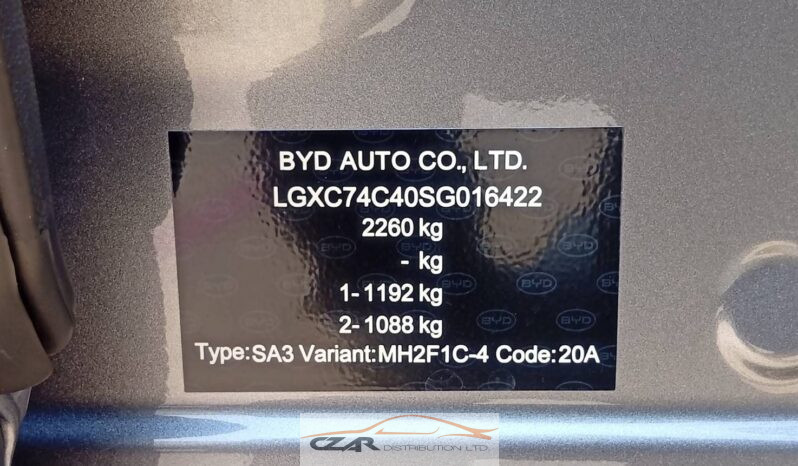 BYD AUTO CO., LTD.
LGXC74C40SG016422
2260 kg
- kg
1- 1192 kg
2- 1088 kg
Type:SA3 Variant:MH2F1C-4 Code:20A
CZAR
DISTRIBUTION LTD.